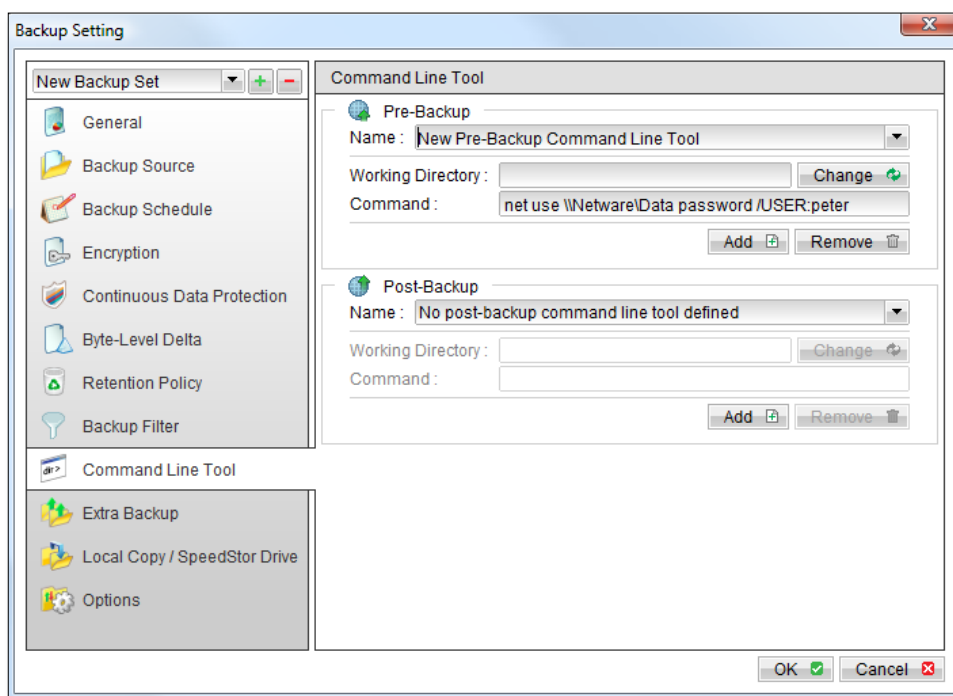 Backup Setting
X
New Backup Set
General
Backup Source
Backup Schedule
Encryption
Continuous Data Protection
Byte-Level Delta
Retention Policy
Backup Filter
dir>
Command Line Tool
Extra Backup
Local Copy / SpeedStor Drive
Options
Command Line Tool
Pre-Backup
Name : New Pre-Backup Command Line Tool
Working Directory : Change
Command : net use \\Netware\Data password /USER:peter
Add Remove
Post-Backup
Name : No post-backup command line tool defined
Working Directory : Change
Command :
Add Remove
OK Cancel